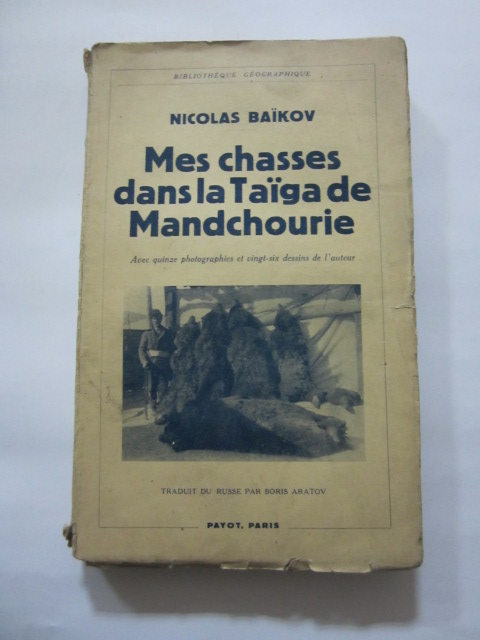 BIBLIOTHÈQUE GÉOGRAPHIQUE
NICOLAS BAÏKOV
Mes chasses
dans la Taïga de
Mandchourie
Avec quinze photographies et vingt-six dessins de l'auteur
TRADUIT DU RUSSE PAR BORIS ARATOV
PAYOT, PARIS